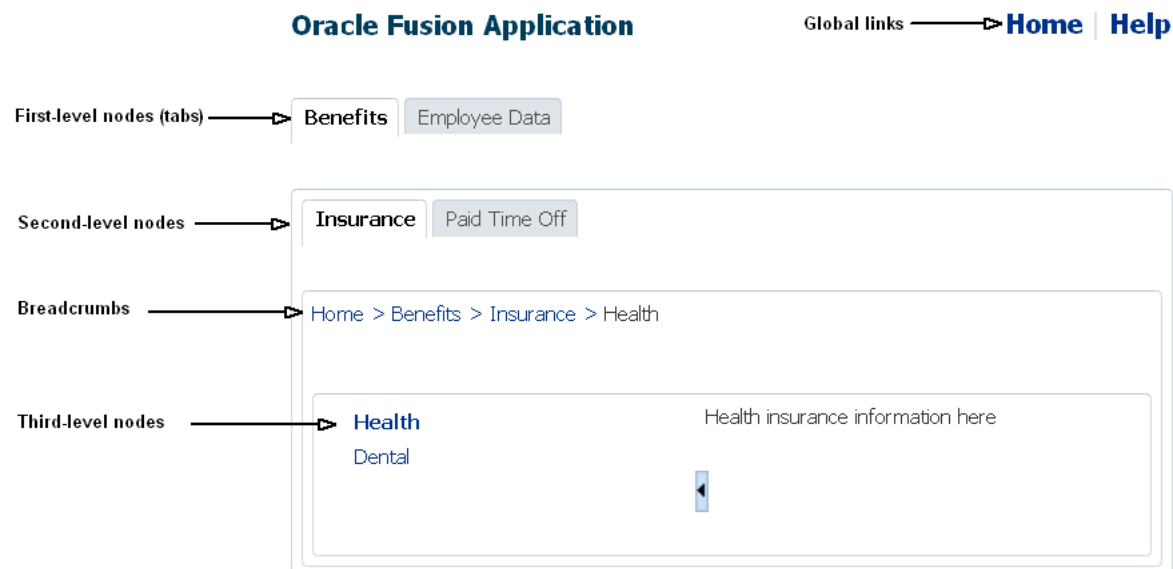 Oracle Fusion Application
Global links
Home | Help
First-level nodes (tabs)
Benefits
Employee Data
Second-level nodes
Insurance
Paid Time Off
Breadcrumbs
Home > Benefits > Insurance > Health
Third-level nodes
Health
Health insurance information here
Dental